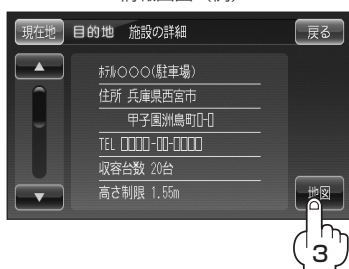 現在地 目的地 施設の詳細 戻る
ﾎﾃﾙ○○○(駐車場)
住所 兵庫県西宮市
甲子園洲鳥町▯-▯
TEL ▯▯▯▯-▯▯-▯▯▯▯
収容台数 20台
高さ制限 1.55m
地図
3